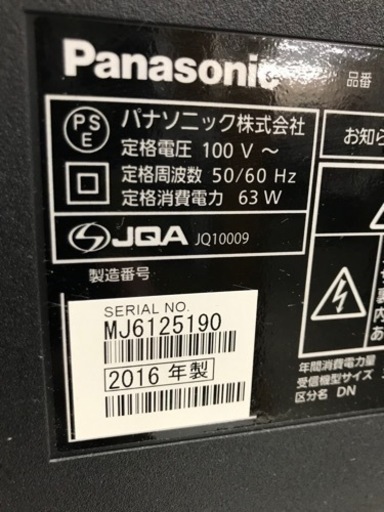 Panasonic
品番
PS
E
パナソニック株式会社
定格電圧 100 V ～
定格周波数 50/60 Hz
定格消費電力 63 W
お知ら
JQA JQ10009
製造番号
SERIAL NO.
MJ6125190
2016 年製
年間消費電力量
受信機型サイズ
区分名 DN